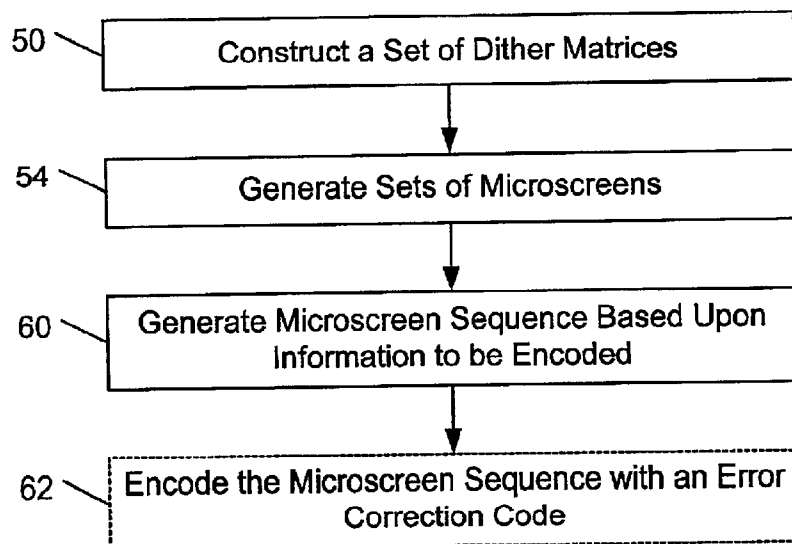 50
Construct a Set of Dither Matrices
54
Generate Sets of Microscreens
60
Generate Microscreen Sequence Based Upon
Information to be Encoded
62
Encode the Microscreen Sequence with an Error
Correction Code